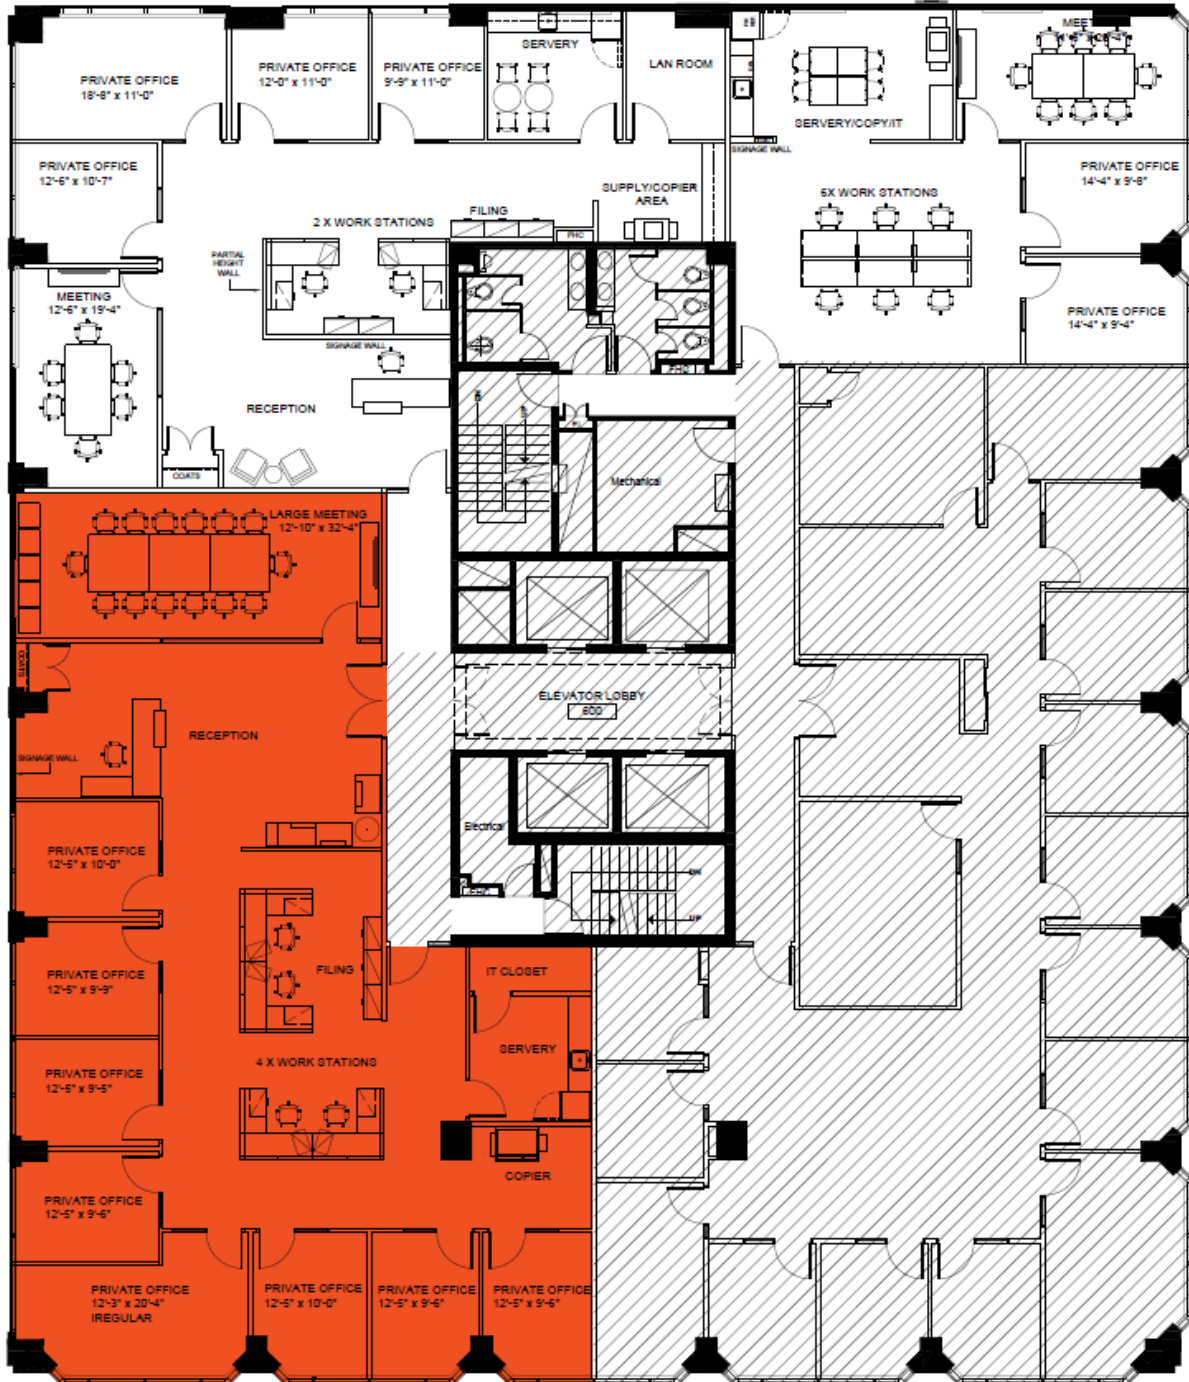 PRIVATE OFFICE
18'-8" x 11'-0"
PRIVATE OFFICE
12'-0" x 11'-0"
PRIVATE OFFICE
9'-9" x 11'-0"
SERVERY
LAN ROOM
SERVERY/COPY/IT
SIGNAGE WALL
PRIVATE OFFICE
12'-6" x 10'-7"
2 X WORK STATIONS
FILING
SUPPLY/COPIER
AREA
FHC
6X WORK STATIONS
PRIVATE OFFICE
14'-4" x 9'-8"
PARTIAL
HEIGHT
WALL
MEETING
12'-6" x 19'-4"
PRIVATE OFFICE
14'-4" x 9'-4"
SIGNAGE WALL
FHC
RECEPTION
COATS
DN
UP
Mechanical
LARGE MEETING
12'-10" x 32'-4"
COATS
ELEVATOR LOBBY
600
RECEPTION
SIGNAGE WALL
PRIVATE OFFICE
12'-5" x 10'-0"
Electrical
FHC
DN
UP
PRIVATE OFFICE
12'-5" x 9'-9"
FILING
IT CLOSET
SERVERY
4 X WORK STATIONS
PRIVATE OFFICE
12'-5" x 9'-5"
COPIER
PRIVATE OFFICE
12'-5" x 9'-6"
PRIVATE OFFICE
12'-3" x 20'-4"
IREGULAR
PRIVATE OFFICE
12'-5" x 10'-0"
PRIVATE OFFICE
12'-5" x 9'-6"
PRIVATE OFFICE
12'-5" x 9'-6"